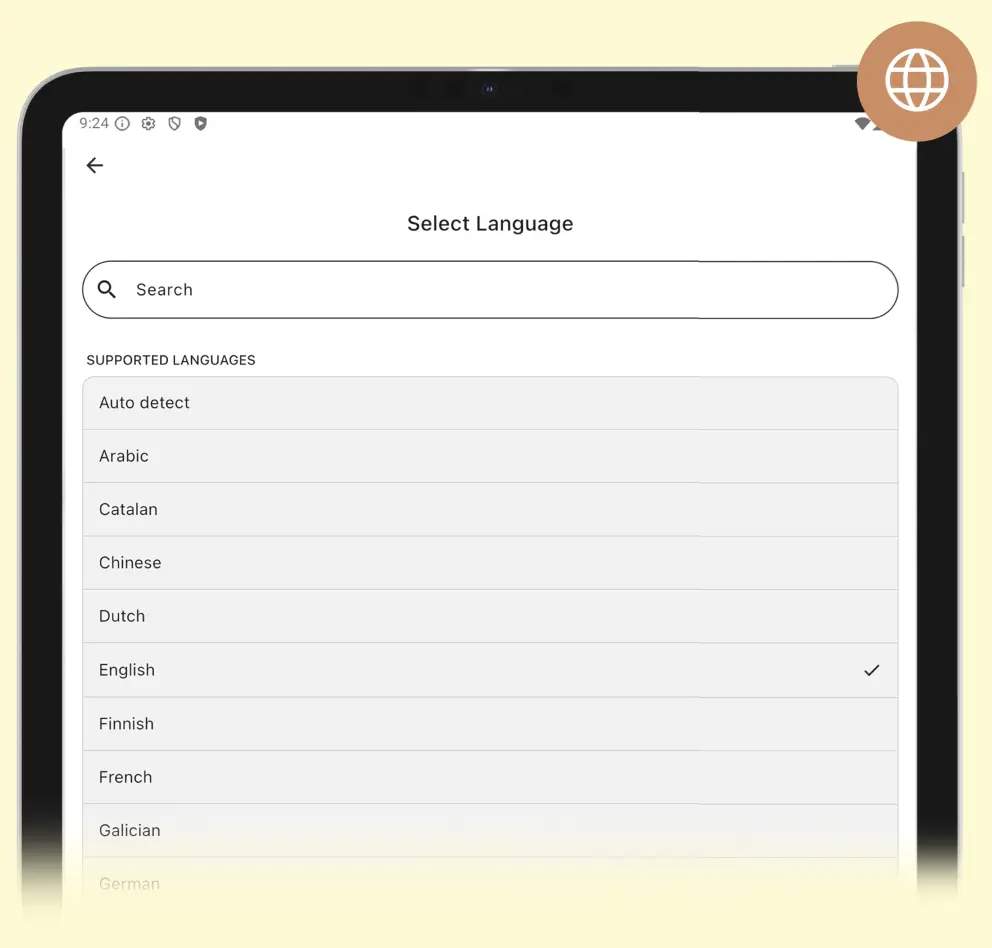 9:24
Select Language
Search
SUPPORTED LANGUAGES
Auto detect
Arabic
Catalan
Chinese
Dutch
English
Finnish
French
Galician
German